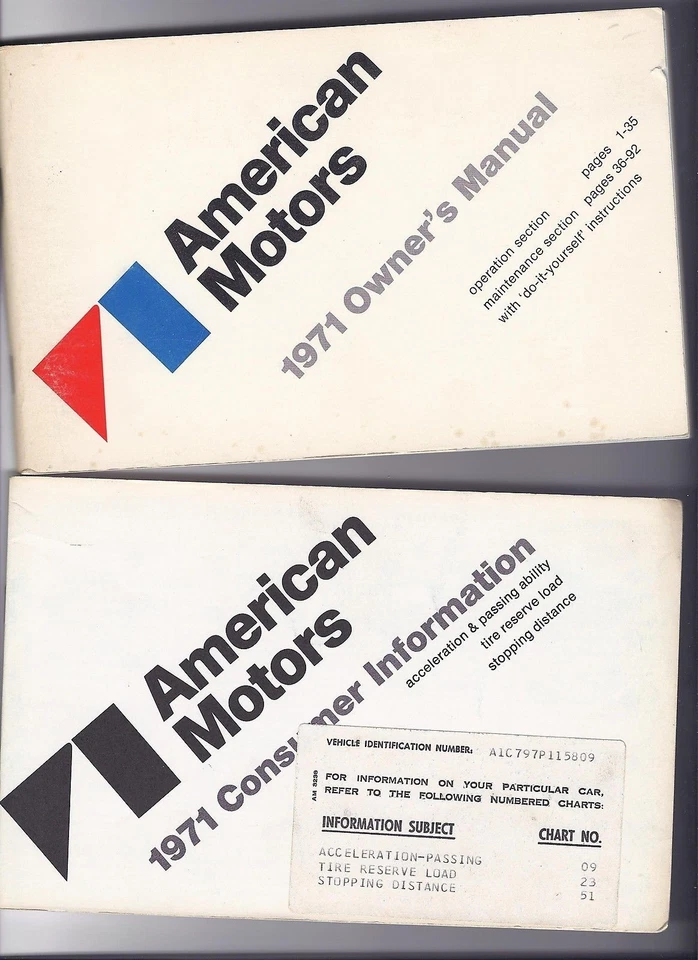 American
Motors
1971 Owner's Manual
operation section pages 1-35
maintenance section pages 36-92
with 'do-it-yourself' instructions
American
Motors
1971 Consumer Information
acceleration & passing ability
tire reserve load
stopping distance
VEHICLE IDENTIFICATION NUMBER: A1C797P115809
AM 3236
FOR INFORMATION ON YOUR PARTICULAR CAR,
REFER TO THE FOLLOWING NUMBERED CHARTS:
INFORMATION SUBJECT CHART NO.
ACCELERATION-PASSING 09
TIRE RESERVE LOAD 23
STOPPING DISTANCE 51